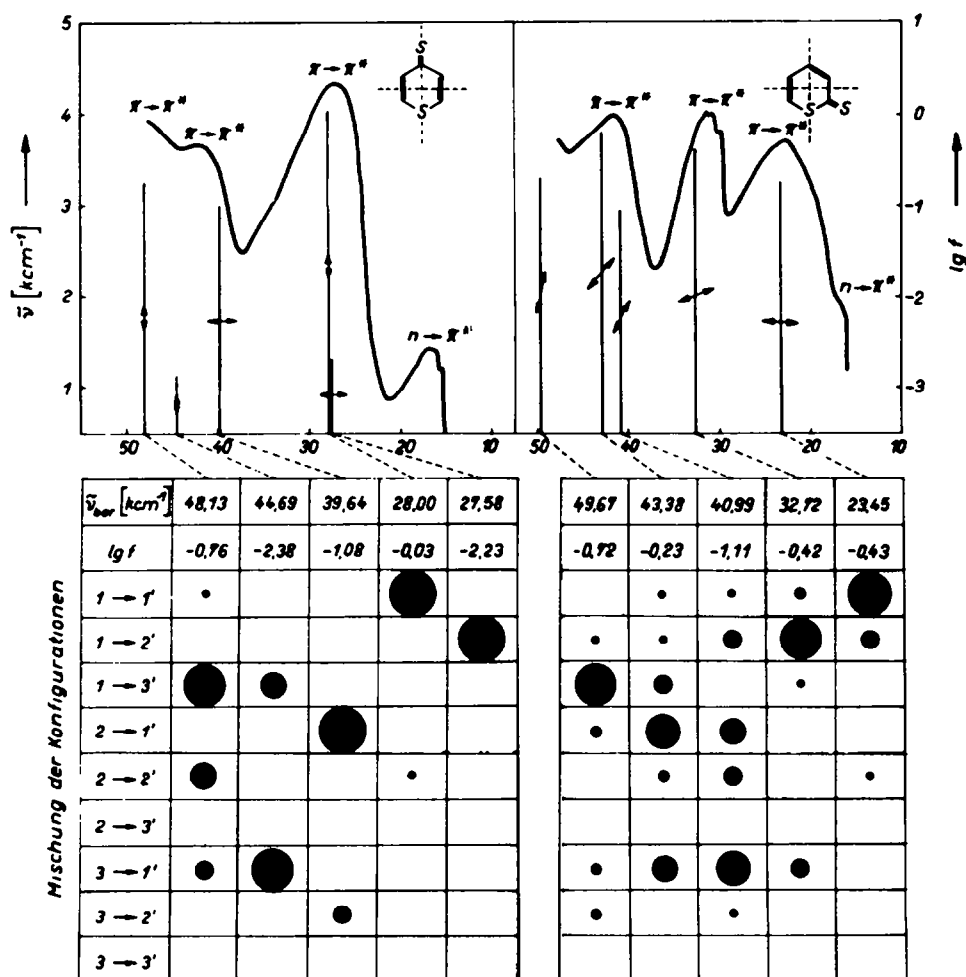 5
4
3
2
1
ν̃ [kcm⁻¹]
π→π*
π→π*
π→π*
n→π*
S
S
50
40
30
20
10
π→π*
π→π*
π→π*
n→π*
S
S
50
40
30
20
10
1
0
-1
-2
-3
lg f
ν̃ber [kcm⁻¹] 48,73 44,69 39,64 28,00 27,58 49,67 43,38 40,99 32,72 23,45
lg f -0,76 -2,38 -1,08 -0,03 -2,23 -0,72 -0,23 -1,11 -0,42 -0,43
Mischung der Konfigurationen
1→1'
1→2'
1→3'
2→1'
2→2'
2→3'
3→1'
3→2'
3→3'